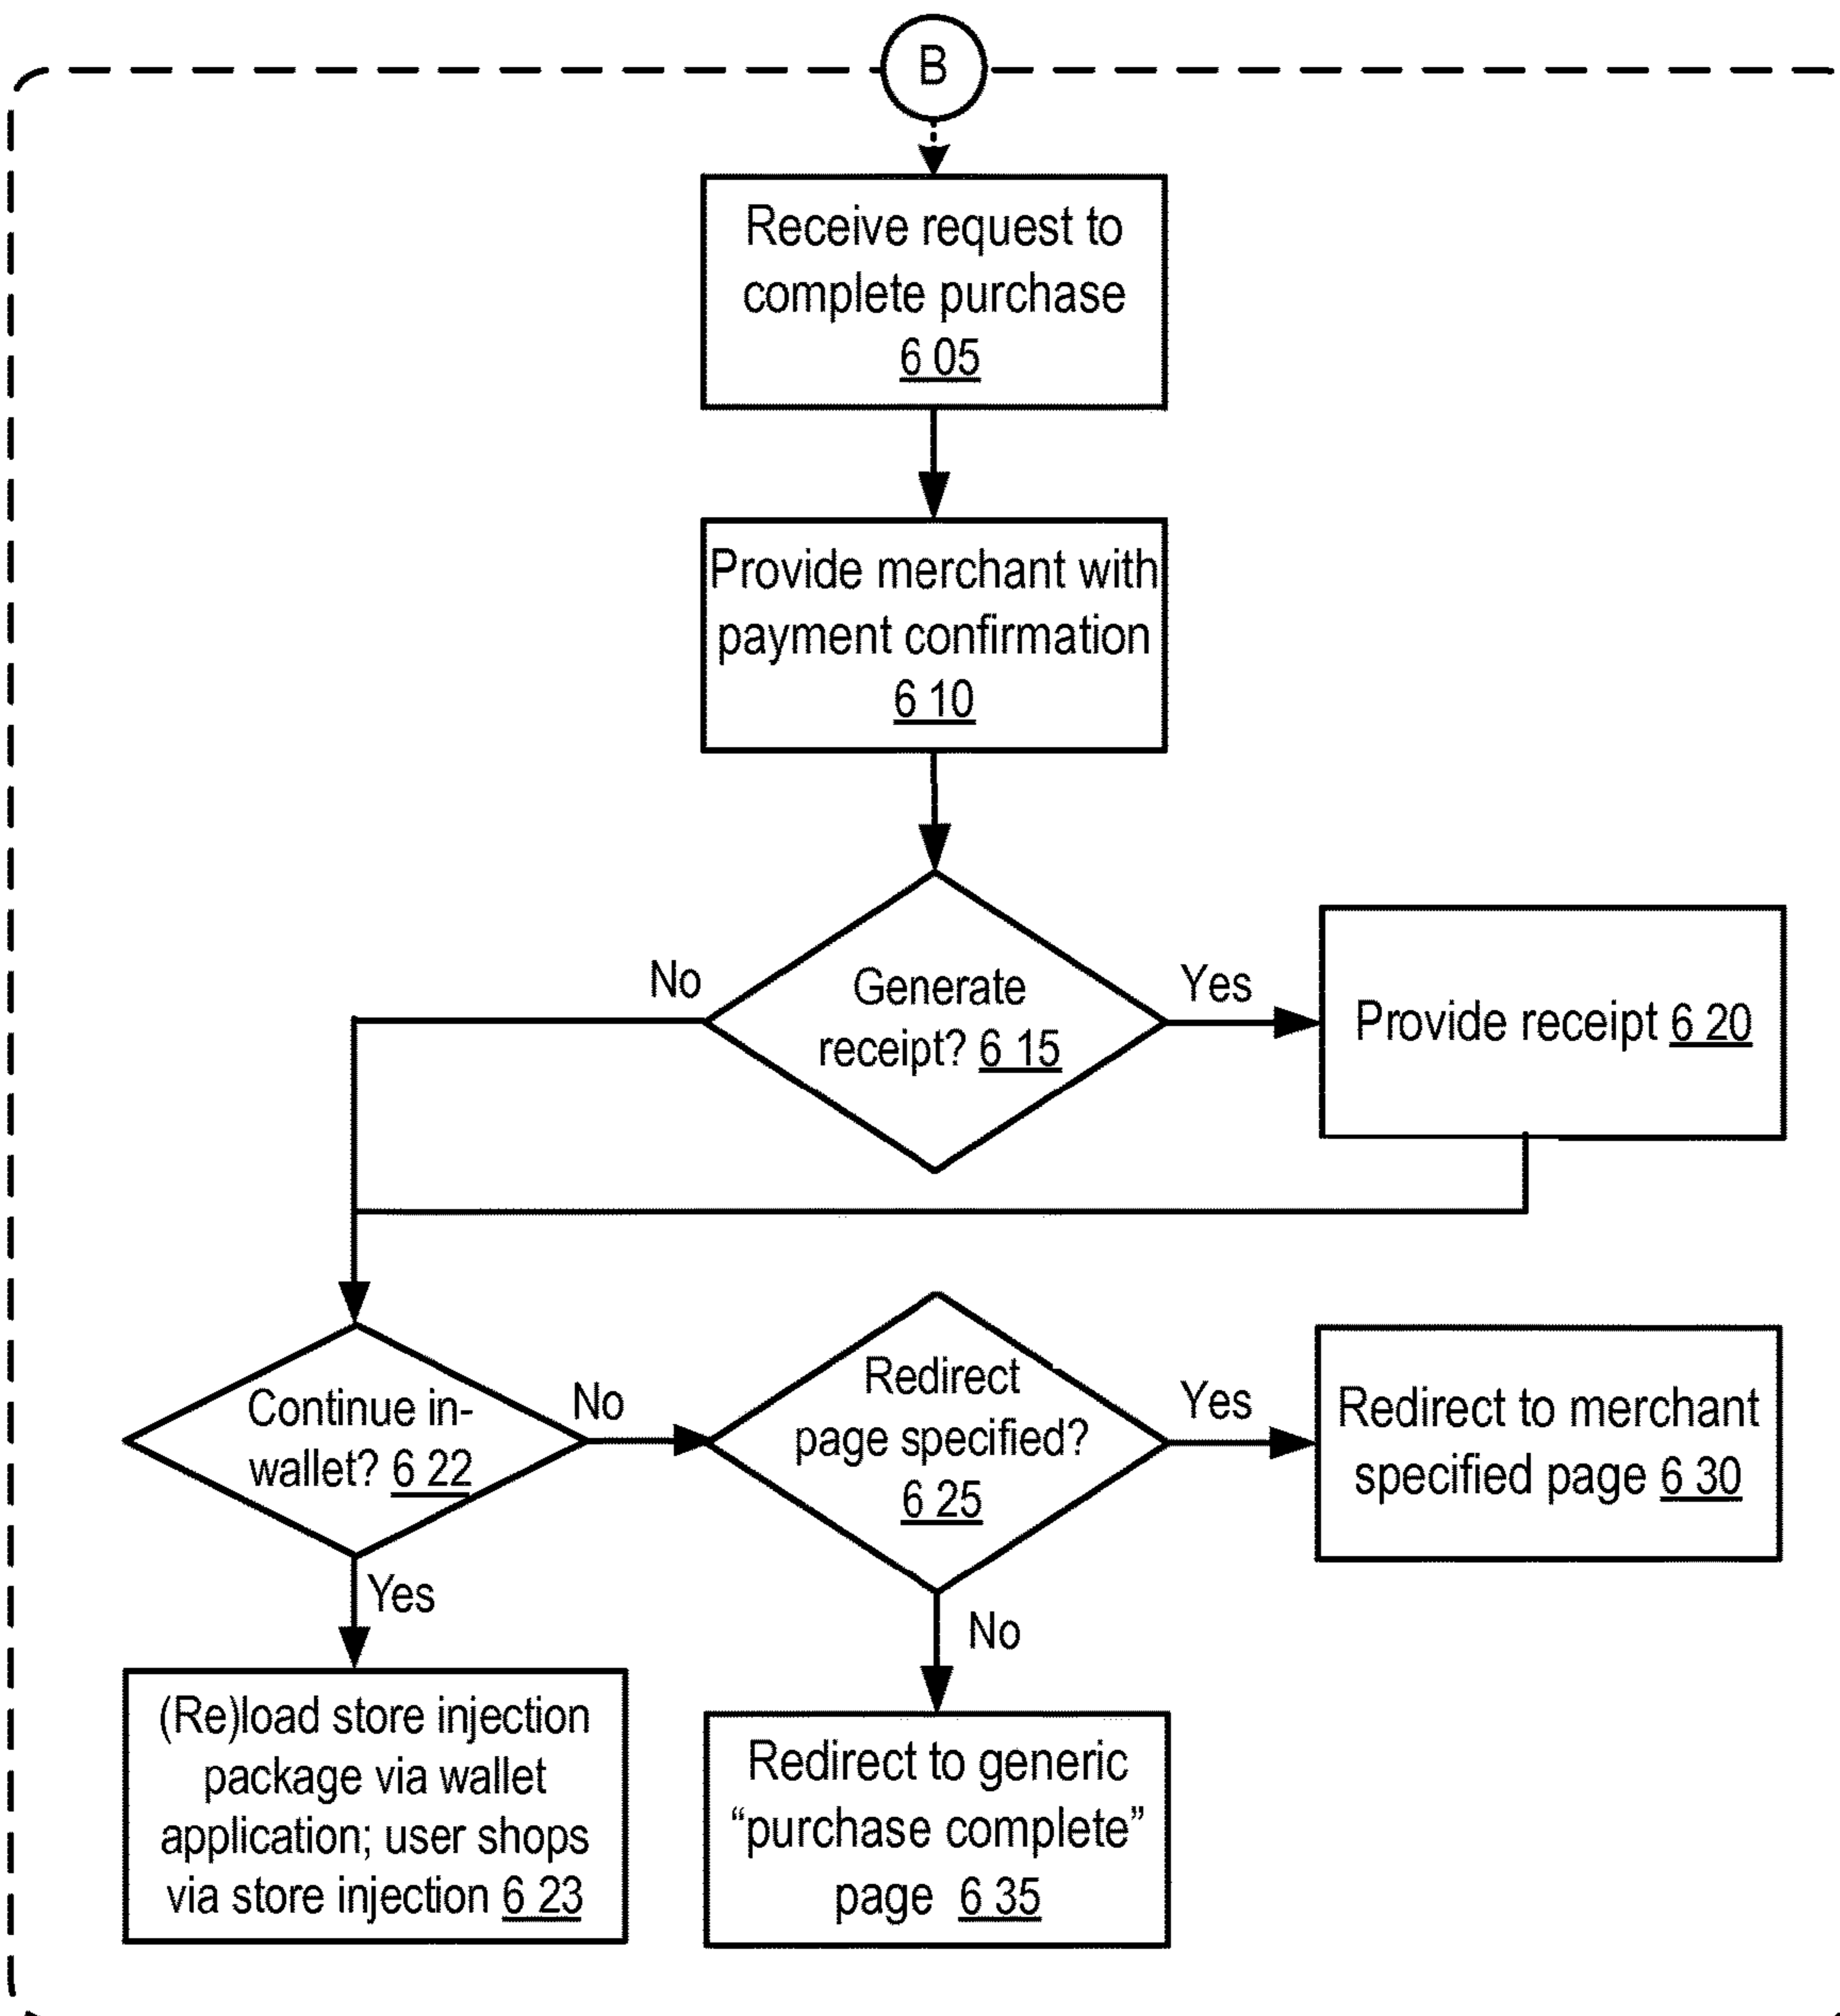 B
Receive request to
complete purchase
6 05
Provide merchant with
payment confirmation
6 10
No
Generate
receipt? 6 15
Yes
Provide receipt 6 20
Continue in-
wallet? 6 22
No
Redirect
page specified?
6 25
Yes
Redirect to merchant
specified page 6 30
Yes
No
(Re)load store injection
package via wallet
application; user shops
via store injection 6 23
Redirect to generic
“purchase complete”
page 6 35